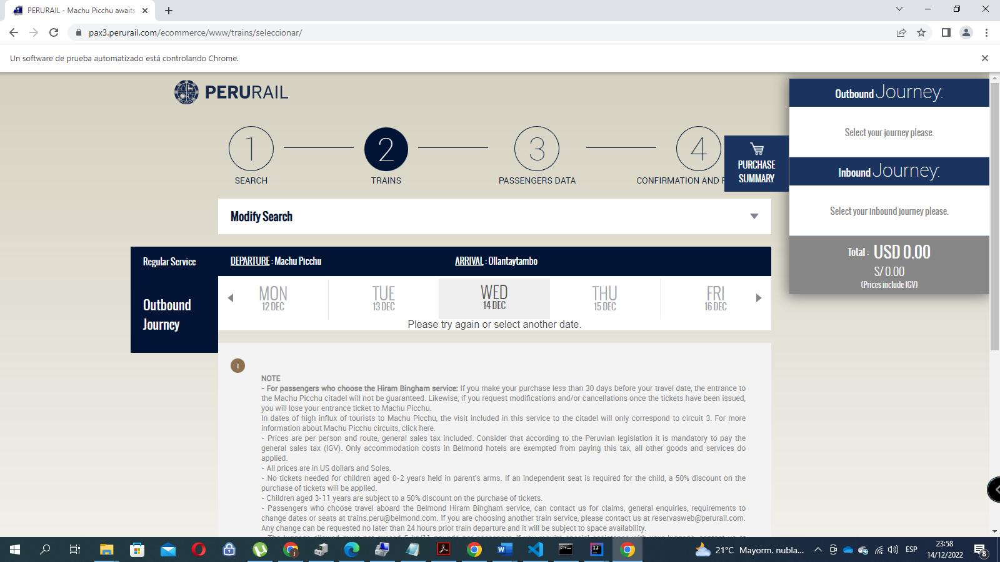 PERURAIL - Machu Picchu awaits
pax3.perurail.com/ecommerce/www/trains/seleccionar/
Un software de prueba automatizado está controlando Chrome.
PERURAIL
1
2
3
4
SEARCH
TRAINS
PASSENGERS DATA
CONFIRMATION AND P
PURCHASE
SUMMARY
Outbound Journey:
Select your journey please.
Inbound Journey:
Select your inbound journey please.
Total : USD 0.00
S/ 0.00
(Prices include IGV)
Modify Search
Regular Service
DEPARTURE : Machu Picchu
ARRIVAL : Ollantaytambo
Outbound
Journey
MON
12 DEC
TUE
13 DEC
WED
14 DEC
THU
15 DEC
FRI
16 DEC
Please try again or select another date.
i
NOTE
- For passengers who choose the Hiram Bingham service: If you make your purchase less than 30 days before your travel date, the entrance to
the Machu Picchu citadel will not be guaranteed. Likewise, if you request modifications and/or cancellations once the tickets have been issued,
you will lose your entrance ticket to Machu Picchu.
In dates of high influx of tourists to Machu Picchu, the visit included in this service to the citadel will only correspond to circuit 3. For more
information about Machu Picchu circuits, click here.
- Prices are per person and route, general sales tax included. Consider that according to the Peruvian legislation it is mandatory to pay the
general sales tax (IGV). Only accommodation costs in Belmond hotels are exempted from paying this tax, all other goods and services do
applied.
- All prices are in US dollars and Soles.
- No tickets needed for children aged 0-2 years held in parent's arms. If an independent seat is required for the child, a 50% discount on the
purchase of tickets will be applied.
- Children aged 3-11 years are subject to a 50% discount on the purchase of tickets.
- Passengers who choose travel aboard the Belmond Hiram Bingham service, can contact us for claims, general enquiries, requirements to
change dates or seats at trains.peru@belmond.com. If you are choosing another train service, please contact us at reservasweb@perurail.com.
Any change can be requested no later than 24 hours prior train departure and it will be subject to space availability.
21°C Mayorm. nubla...
ESP
23:58
14/12/2022
8